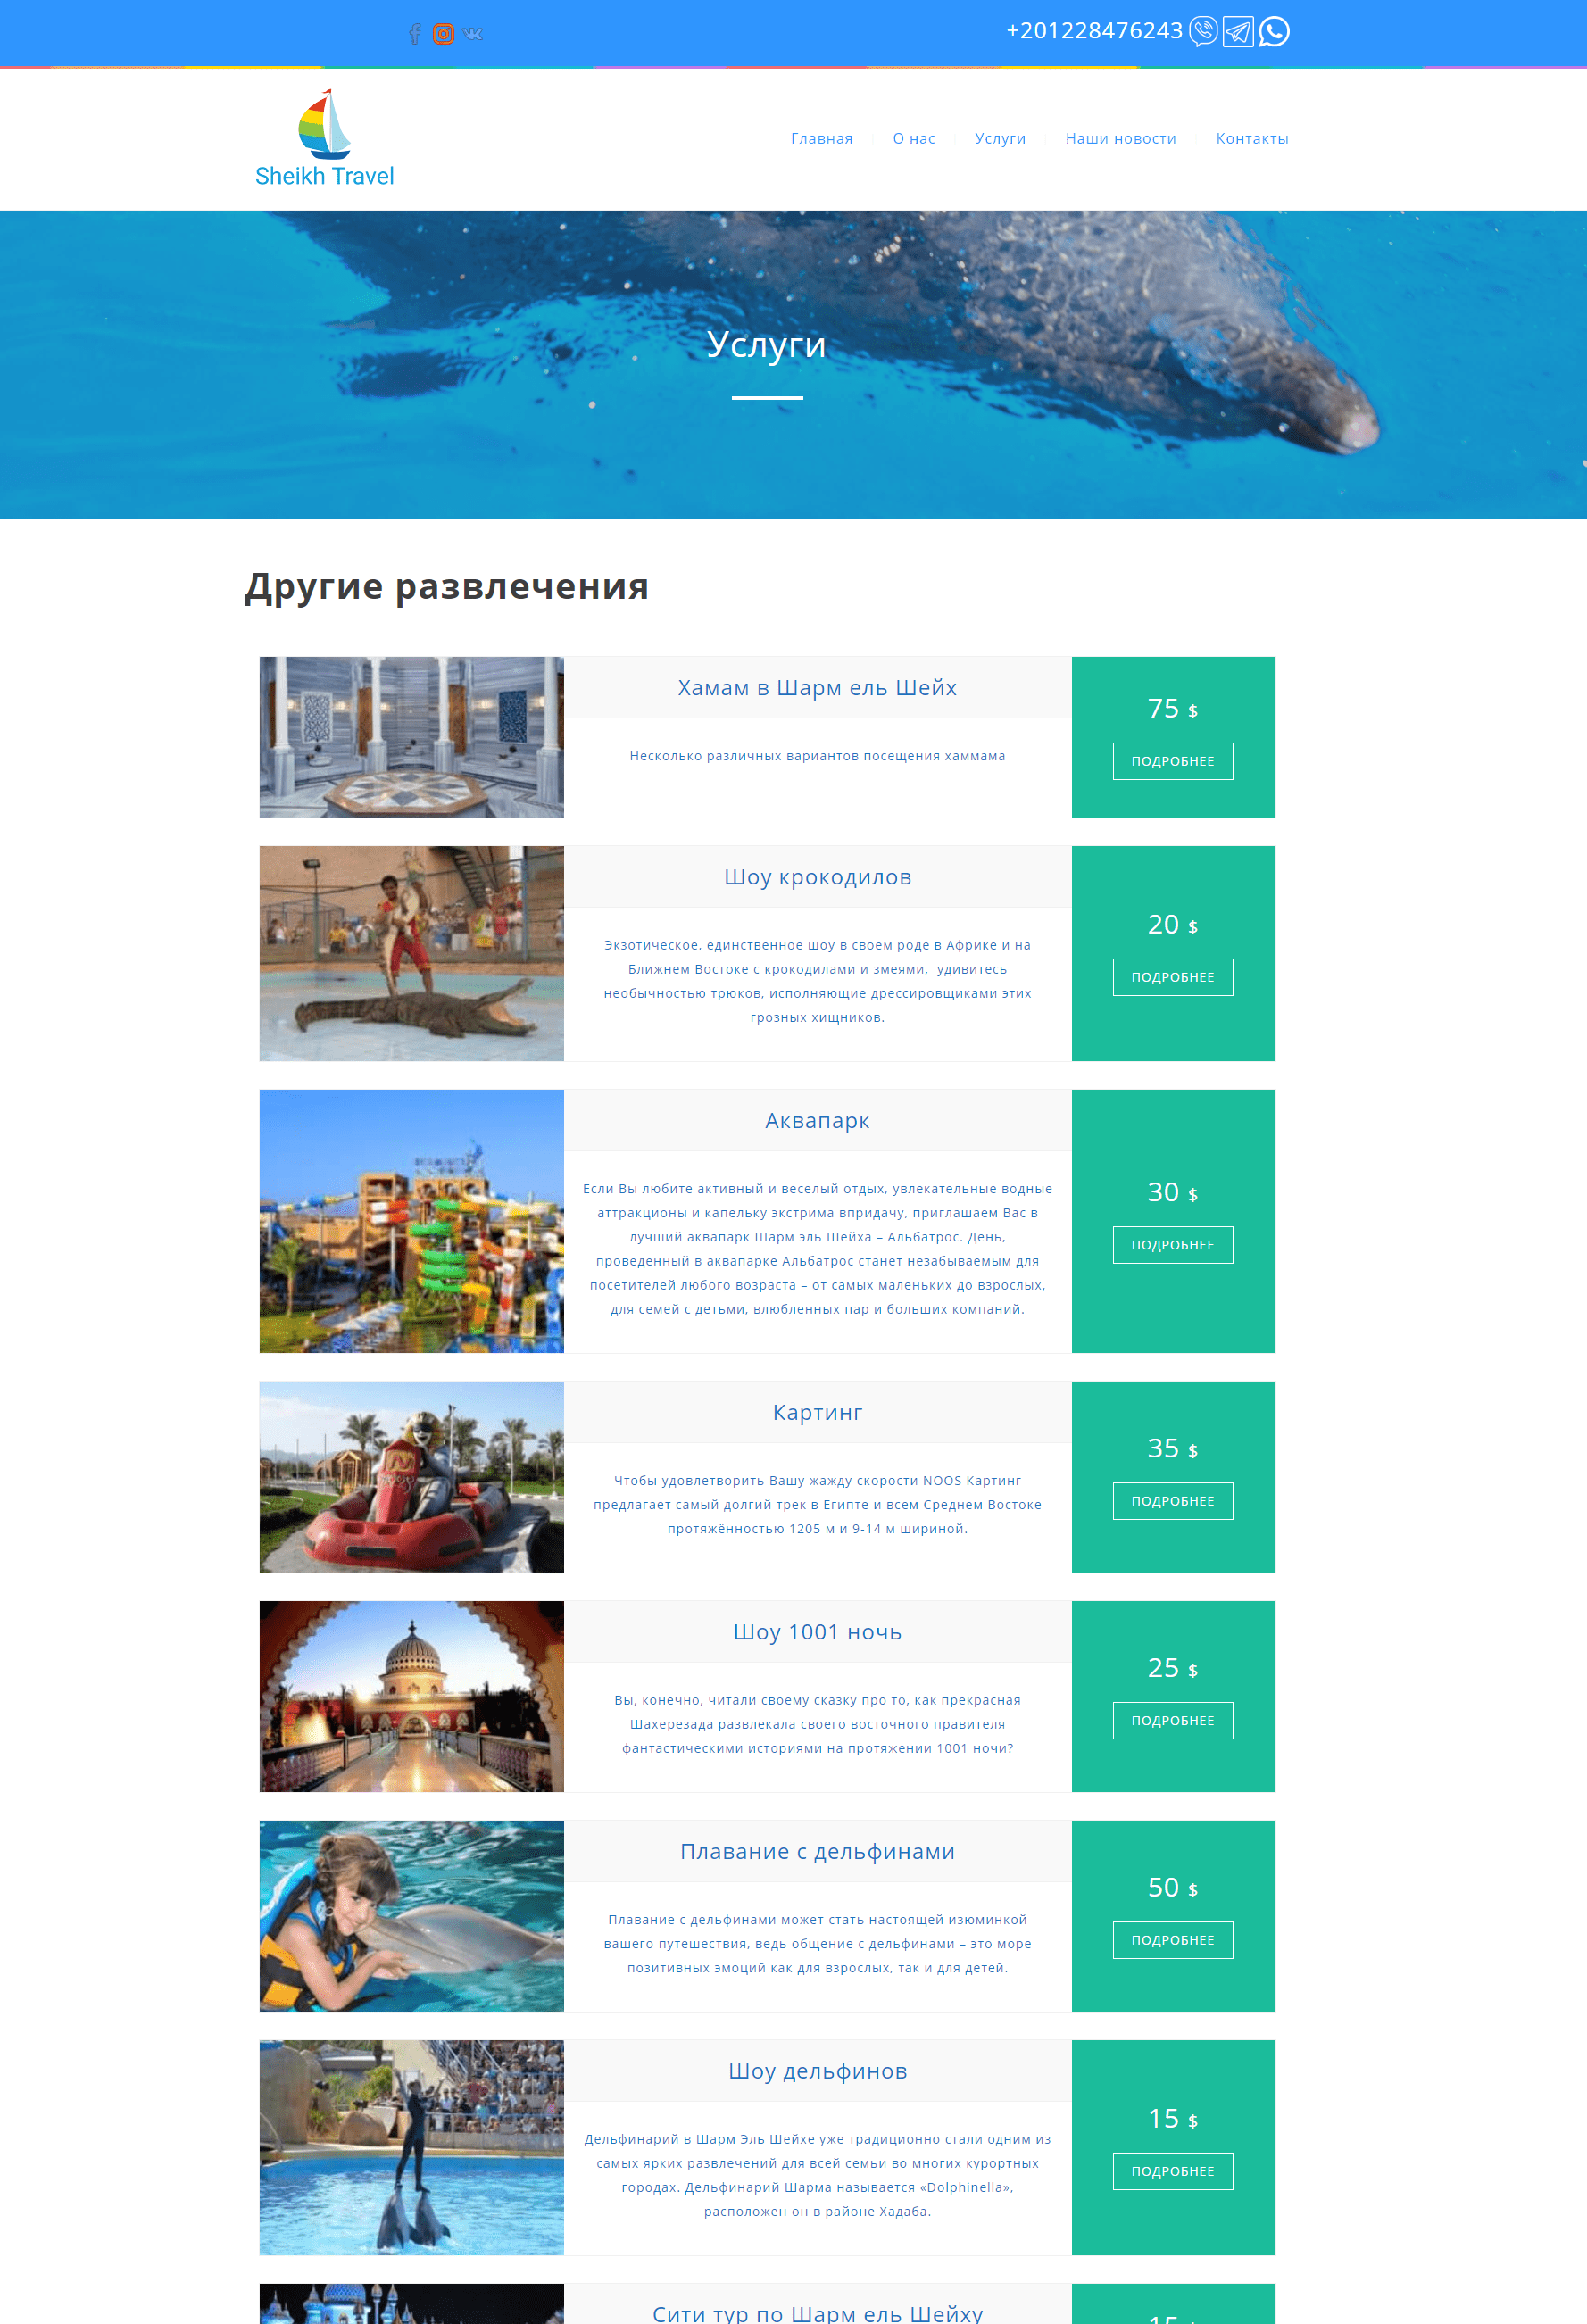 +201228476243
Sheikh Travel
Главная
О нас
Услуги
Наши новости
Контакты
Услуги
Другие развлечения
Хамам в Шарм ель Шейх
Несколько различных вариантов посещения хаммама
75 $
ПОДРОБНЕЕ
Шоу крокодилов
Экзотическое, единственное шоу в своем роде в Африке и на
Ближнем Востоке с крокодилами и змеями, удивитесь
необычностью трюков, исполняющие дрессировщиками этих
грозных хищников.
20 $
ПОДРОБНЕЕ
Аквапарк
Если Вы любите активный и веселый отдых, увлекательные водные
аттракционы и капельку экстрима впридачу, приглашаем Вас в
лучший аквапарк Шарм эль Шейха – Альбатрос. День,
проведенный в аквапарке Альбатрос станет незабываемым для
посетителей любого возраста – от самых маленьких до взрослых,
для семей с детьми, влюбленных пар и больших компаний.
30 $
ПОДРОБНЕЕ
Картинг
Чтобы удовлетворить Вашу жажду скорости NOOS Картинг
предлагает самый долгий трек в Египте и всем Среднем Востоке
протяжённостью 1205 м и 9-14 м шириной.
35 $
ПОДРОБНЕЕ
Шоу 1001 ночь
Вы, конечно, читали своему сказку про то, как прекрасная
Шахерезада развлекала своего восточного правителя
фантастическими историями на протяжении 1001 ночи?
25 $
ПОДРОБНЕЕ
Плавание с дельфинами
Плавание с дельфинами может стать настоящей изюминкой
вашего путешествия, ведь общение с дельфинами – это море
позитивных эмоций как для взрослых, так и для детей.
50 $
ПОДРОБНЕЕ
Шоу дельфинов
Дельфинарий в Шарм Эль Шейхе уже традиционно стали одним из
самых ярких развлечений для всей семьи во многих курортных
городах. Дельфинарий Шарма называется «Dolphinella»,
расположен он в районе Хадаба.
15 $
ПОДРОБНЕЕ
Сити тур по Шарм ель Шейху